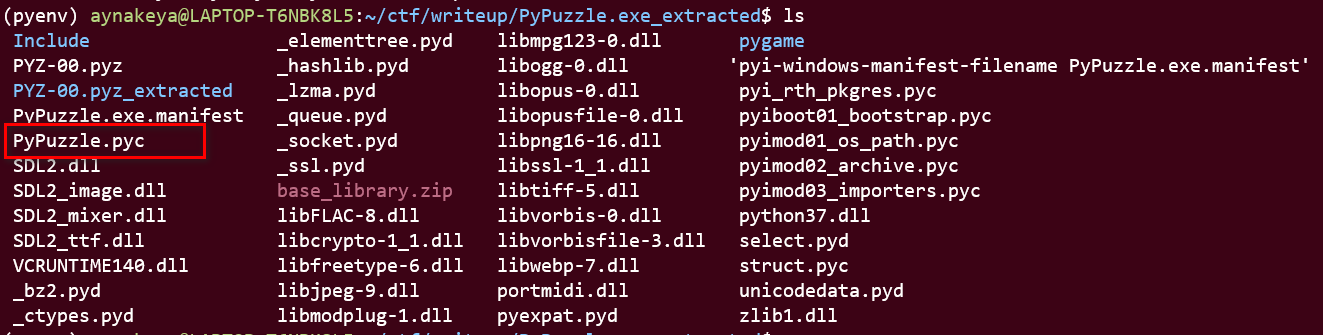 (pyenv) aynakeya@LAPTOP-T6NBK8L5:~/ctf/writeup/PyPuzzle.exe_extracted$ ls
Include _elementtree.pyd libmpg123-0.dll pygame
PYZ-00.pyz _hashlib.pyd libogg-0.dll 'pyi-windows-manifest-filename PyPuzzle.exe.manifest'
PYZ-00.pyz_extracted _lzma.pyd libopus-0.dll pyi_rth_pkgres.pyc
PyPuzzle.exe.manifest _queue.pyd libopusfile-0.dll pyiboot01_bootstrap.pyc
PyPuzzle.pyc _socket.pyd libpng16-16.dll pyimod01_os_path.pyc
SDL2.dll _ssl.pyd libssl-1_1.dll pyimod02_archive.pyc
SDL2_image.dll base_library.zip libtiff-5.dll pyimod03_importers.pyc
SDL2_mixer.dll libFLAC-8.dll libvorbis-0.dll python37.dll
SDL2_ttf.dll libcrypto-1_1.dll libvorbisfile-3.dll select.pyd
VCRUNTIME140.dll libfreetype-6.dll libwebp-7.dll struct.pyc
_bz2.pyd libjpeg-9.dll portmidi.dll unicodedata.pyd
_ctypes.pyd libmodplug-1.dll pyexpat.pyd zlib1.dll